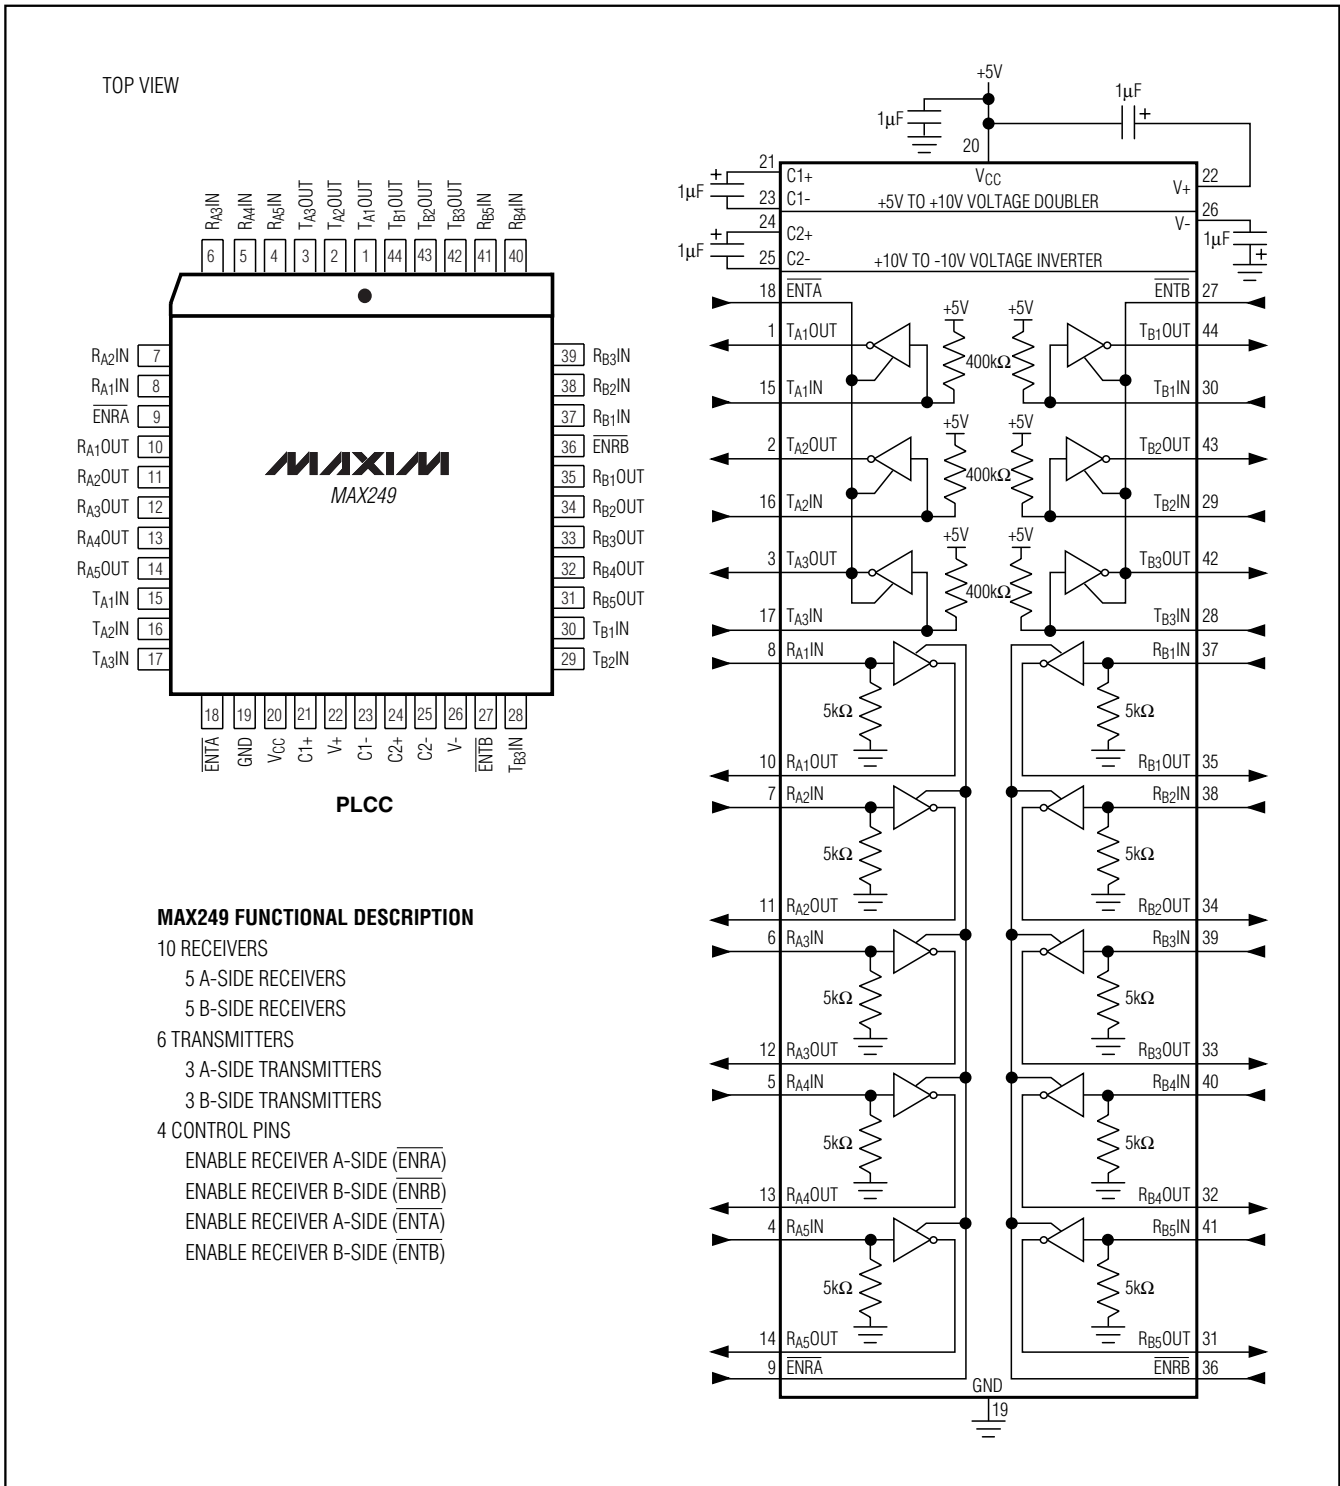 TOP VIEW
RA3IN
RA4IN
RA5IN
TA3OUT
TA2OUT
TA1OUT
TB1OUT
TB2OUT
TB3OUT
RB5IN
RB4IN
6 5 4 3 2 1 44 43 42 41 40
RA2IN 7
RA1IN 8
ENRA 9
RA1OUT 10
RA2OUT 11
RA3OUT 12
RA4OUT 13
RA5OUT 14
TA1IN 15
TA2IN 16
TA3IN 17
MAXIM
MAX249
39 RB3IN
38 RB2IN
37 RB1IN
36 ENRB
35 RB1OUT
34 RB2OUT
33 RB3OUT
32 RB4OUT
31 RB5OUT
30 TB1IN
29 TB2IN
18 19 20 21 22 23 24 25 26 27 28
ENTA
GND
VCC
C1+
V+
C1-
C2+
C2-
V-
ENTB
TB3IN
PLCC
MAX249 FUNCTIONAL DESCRIPTION
10 RECEIVERS
5 A-SIDE RECEIVERS
5 B-SIDE RECEIVERS
6 TRANSMITTERS
3 A-SIDE TRANSMITTERS
3 B-SIDE TRANSMITTERS
4 CONTROL PINS
ENABLE RECEIVER A-SIDE (ENRA)
ENABLE RECEIVER B-SIDE (ENRB)
ENABLE RECEIVER A-SIDE (ENTA)
ENABLE RECEIVER B-SIDE (ENTB)
+5V
1µF
1µF +
20
21 C1+ VCC 22
V+
+ 1µF
23 C1- +5V TO +10V VOLTAGE DOUBLER
26
V-
24 C2+
+ 1µF
1µF +
25 C2- +10V TO -10V VOLTAGE INVERTER
18 ENTA ENTB 27
+5V +5V
1 TA1OUT TB1OUT 44
400kΩ
15 TA1IN TB1IN 30
+5V +5V
2 TA2OUT TB2OUT 43
400kΩ
16 TA2IN TB2IN 29
+5V +5V
3 TA3OUT TB3OUT 42
400kΩ
17 TA3IN TB3IN 28
8 RA1IN RB1IN 37
5kΩ 5kΩ
10 RA1OUT RB1OUT 35
7 RA2IN RB2IN 38
5kΩ 5kΩ
11 RA2OUT RB2OUT 34
6 RA3IN RB3IN 39
5kΩ 5kΩ
12 RA3OUT RB3OUT 33
5 RA4IN RB4IN 40
5kΩ 5kΩ
13 RA4OUT RB4OUT 32
4 RA5IN RB5IN 41
5kΩ 5kΩ
14 RA5OUT RB5OUT 31
9 ENRA ENRB 36
GND
19